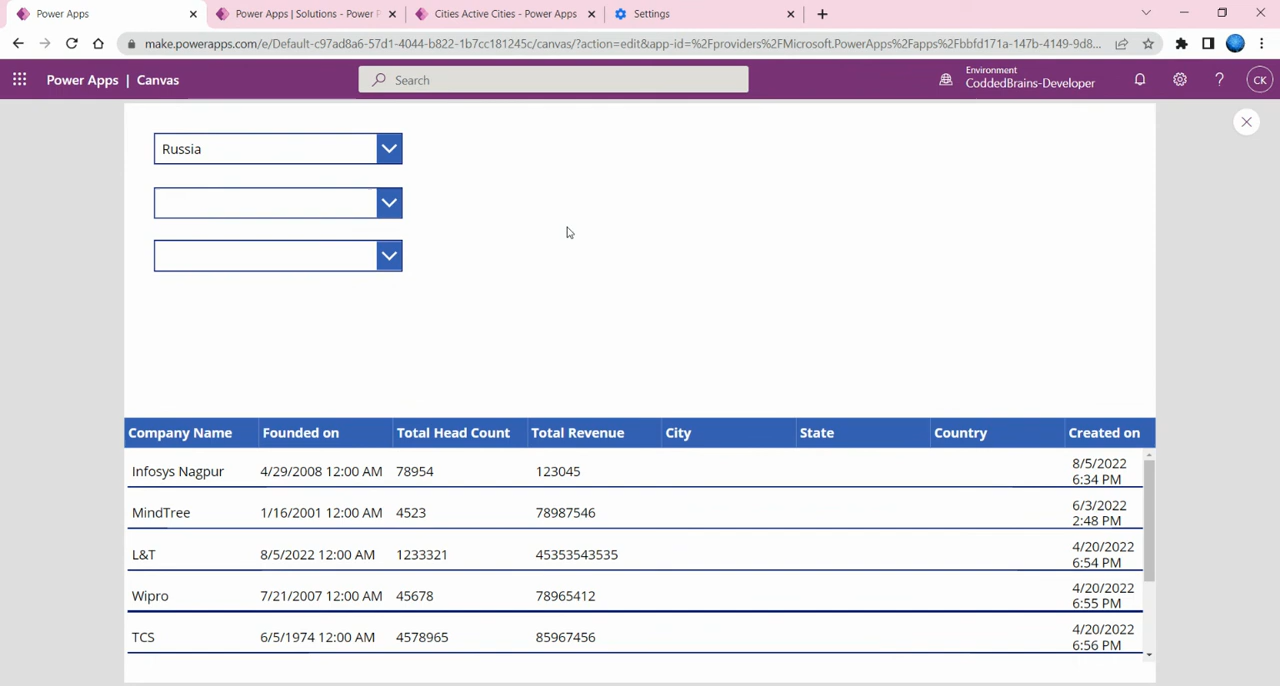 Power Apps
Power Apps | Solutions - Power P
Cities Active Cities - Power Apps
Settings
make.powerapps.com/e/Default-c97ad8a6-57d1-4044-b822-1b7cc181245c/canvas/?action=edit&app-id=%2Fproviders%2FMicrosoft.PowerApps%2Fapps%2Fbbfd171a-147b-4149-9d8...
Power Apps | Canvas
Search
Environment
CoddedBrains-Developer
CK
Russia
Company Name Founded on Total Head Count Total Revenue City State Country Created on
Infosys Nagpur 4/29/2008 12:00 AM 78954 123045 8/5/2022
6:34 PM
MindTree 1/16/2001 12:00 AM 4523 78987546 6/3/2022
2:48 PM
L&T 8/5/2022 12:00 AM 1233321 45353543535 4/20/2022
6:54 PM
Wipro 7/21/2007 12:00 AM 45678 78965412 4/20/2022
6:55 PM
TCS 6/5/1974 12:00 AM 4578965 85967456 4/20/2022
6:56 PM